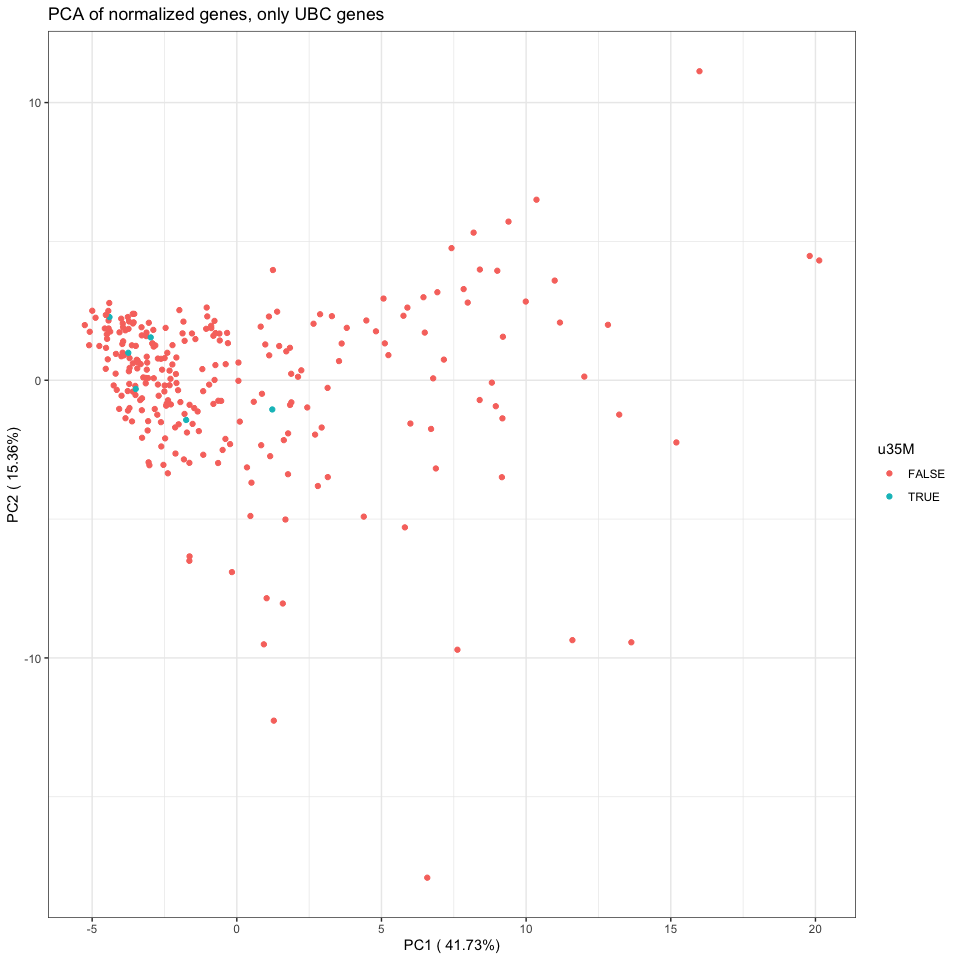 PCA of normalized genes, only UBC genes
10
0
-10
PC2 ( 15.36%)
-5
0
5
10
15
20
PC1 ( 41.73%)
u35M
FALSE
TRUE